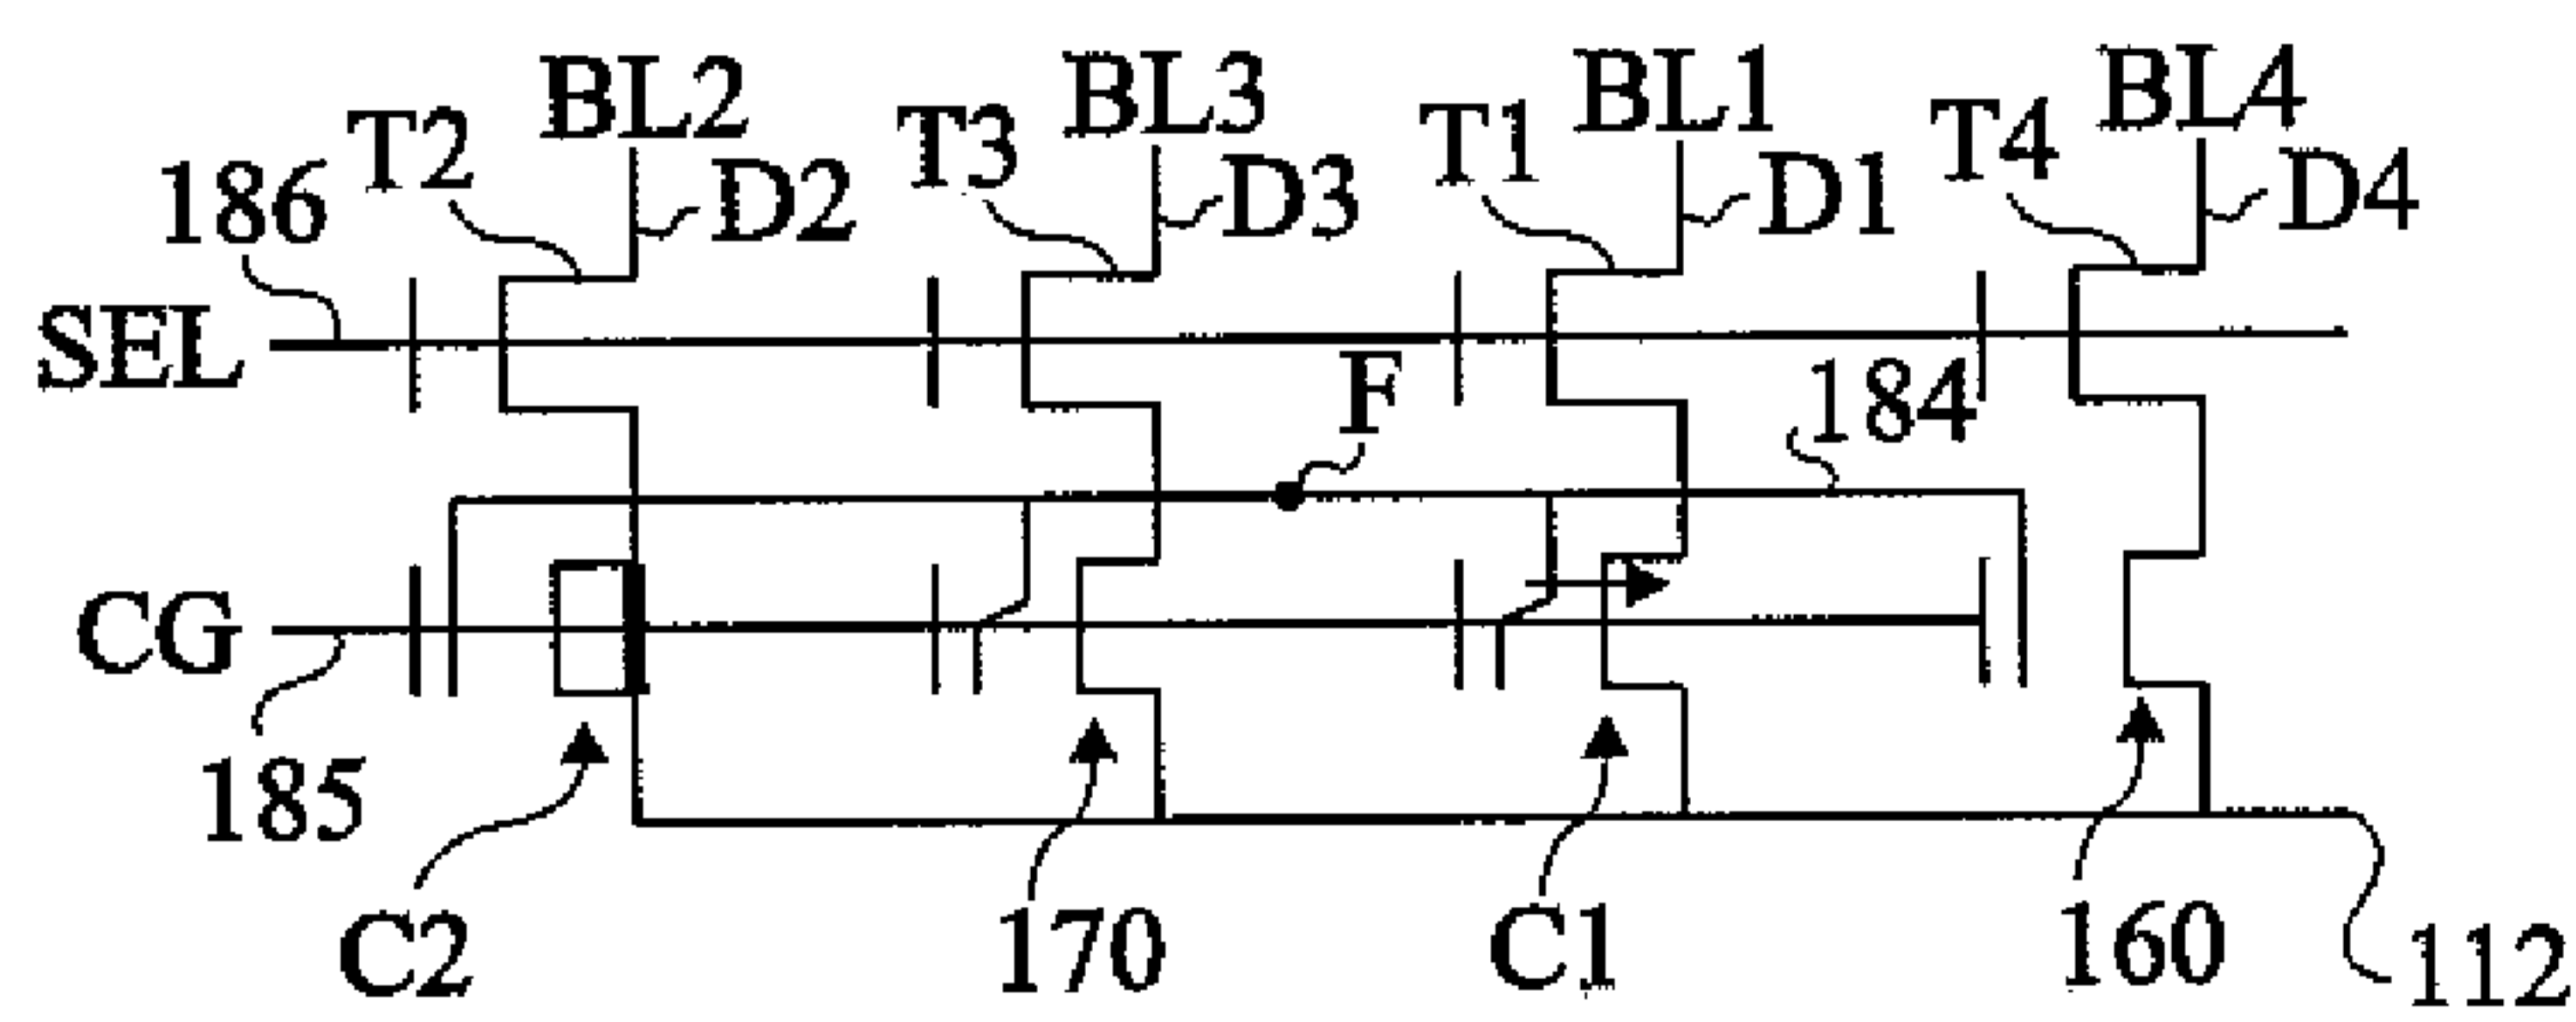 BL2 BL3 BL1 BL4
T2 T3 T1 T4
186 D2 D3 D1 D4
SEL
F 184
CG
185
C2 170 C1 160 112